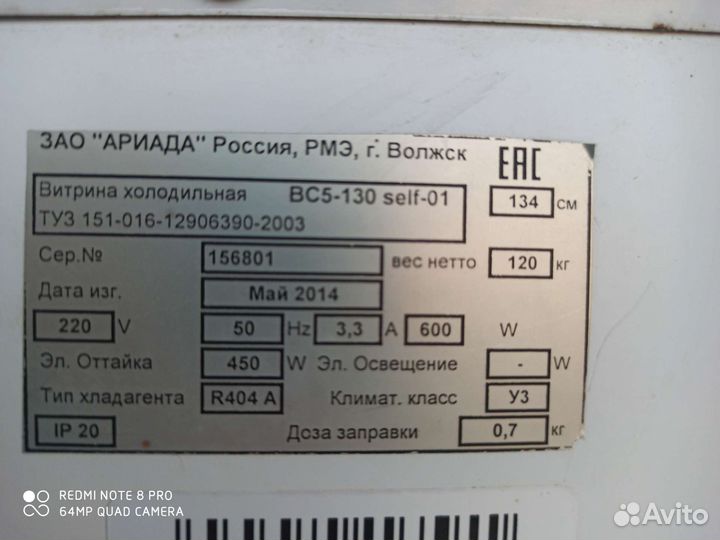 ЗАО "АРИАДА" Россия, РМЭ, г. Волжск EAC
Витрина холодильная ВС5-130 self-01 134 см
ТУЗ 151-016-12906390-2003
Сер.№ 156801 вес нетто 120 кг
Дата изг. Май 2014
220 V 50 Hz 3,3 A 600 W
Эл. Оттайка 450 W Эл. Освещение - W
Тип хладагента R404 A Климат. класс У3
IP 20 Доза заправки 0,7 кг
REDMI NOTE 8 PRO
64MP QUAD CAMERA
Avito